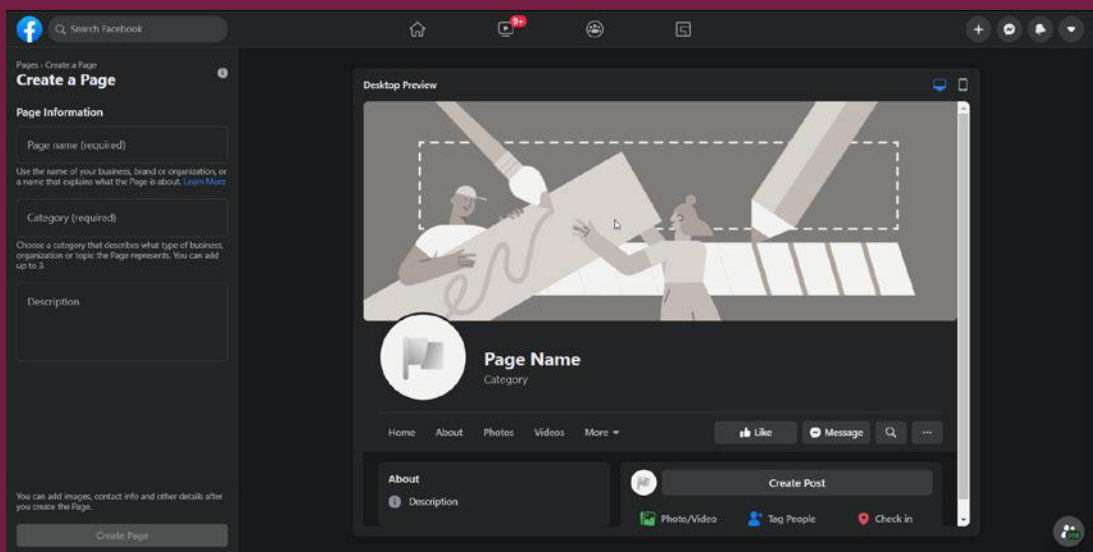 Search Facebook
9+
Pages › Create a Page
Create a Page
Page Information
Page name (required)
Use the name of your business, brand or organization, or
a name that explains what the Page is about. Learn More
Category (required)
Choose a category that describes what type of business,
organization or topic the Page represents. You can add
up to 3.
Description
You can add images, contact info and other details after
you create the Page.
Create Page
Desktop Preview
Page Name
Category
Home About Photos Videos More
Like Message
About
Description
Create Post
Photo/Video Tag People Check in